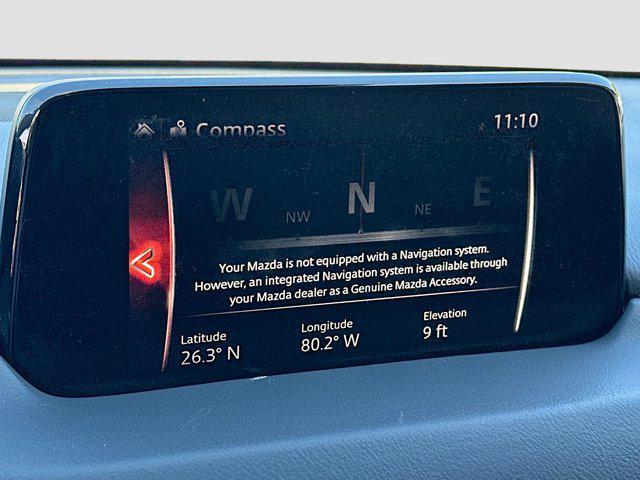 Compass
11:10
W NW N NE E
Your Mazda is not equipped with a Navigation system.
However, an integrated Navigation system is available through
your Mazda dealer as a Genuine Mazda Accessory.
Latitude Longitude Elevation
26.3° N 80.2° W 9 ft